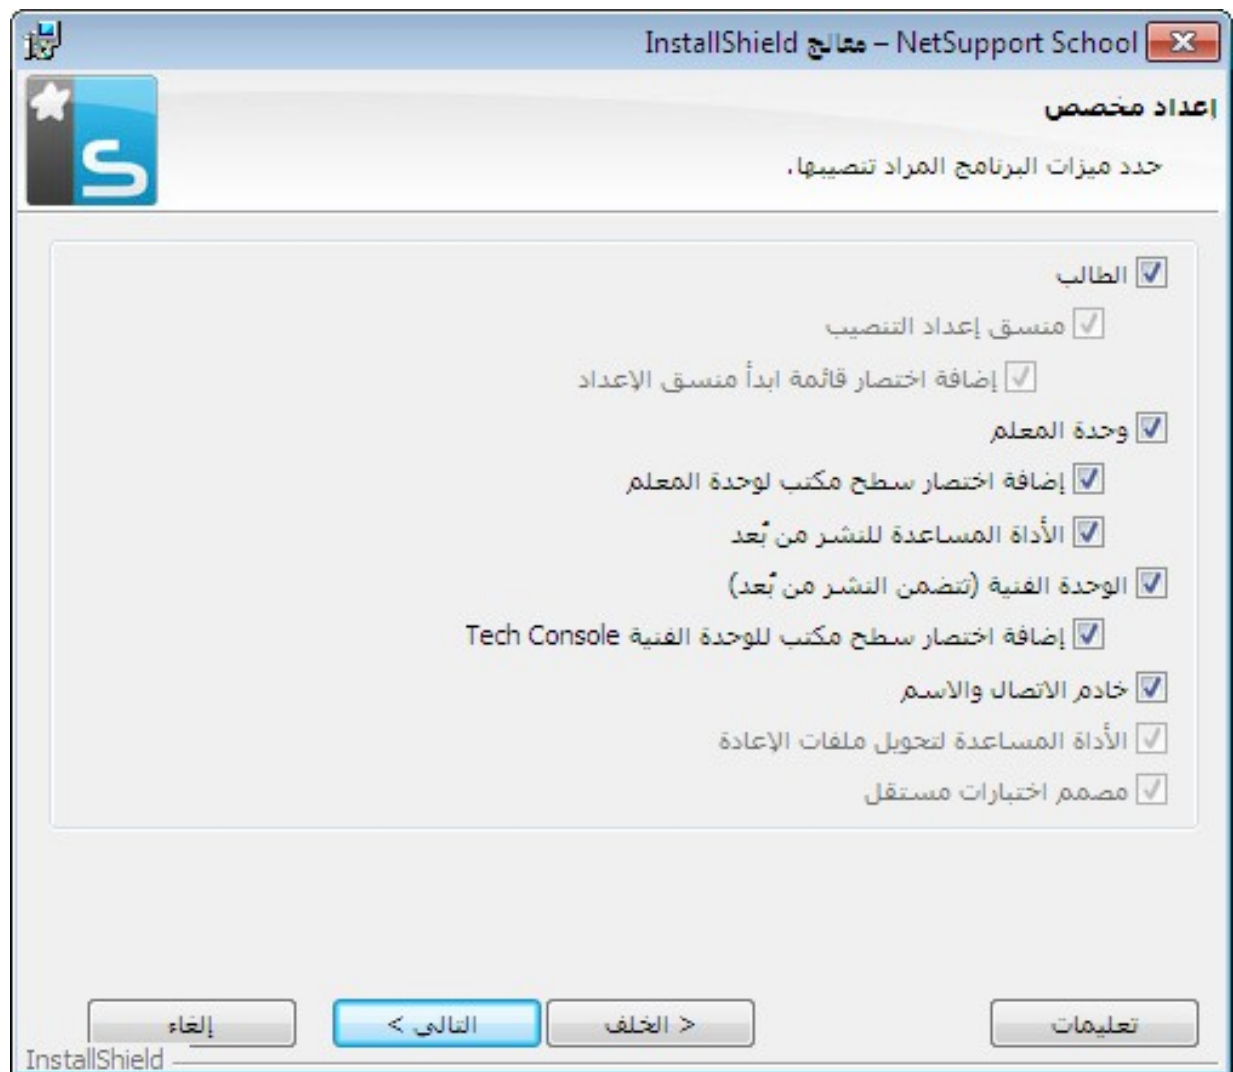 NetSupport School – معالج InstallShield
إعداد مخصص
حدد ميزات البرنامج المراد تنصيبها.
الطالب
منسق إعداد التنصيب
إضافة اختصار قائمة ابدأ منسق الإعداد
وحدة المعلم
إضافة اختصار سطح مكتب لوحدة المعلم
الأداة المساعدة للنشر من بُعد
الوحدة الفنية (تتضمن النشر من بُعد)
إضافة اختصار سطح مكتب للوحدة الفنية Tech Console
خادم الاتصال والاسم
الأداة المساعدة لتحويل ملفات الإعادة
مصمم اختبارات مستقل
تعليمات
< الخلف
التالي >
إلغاء
InstallShield